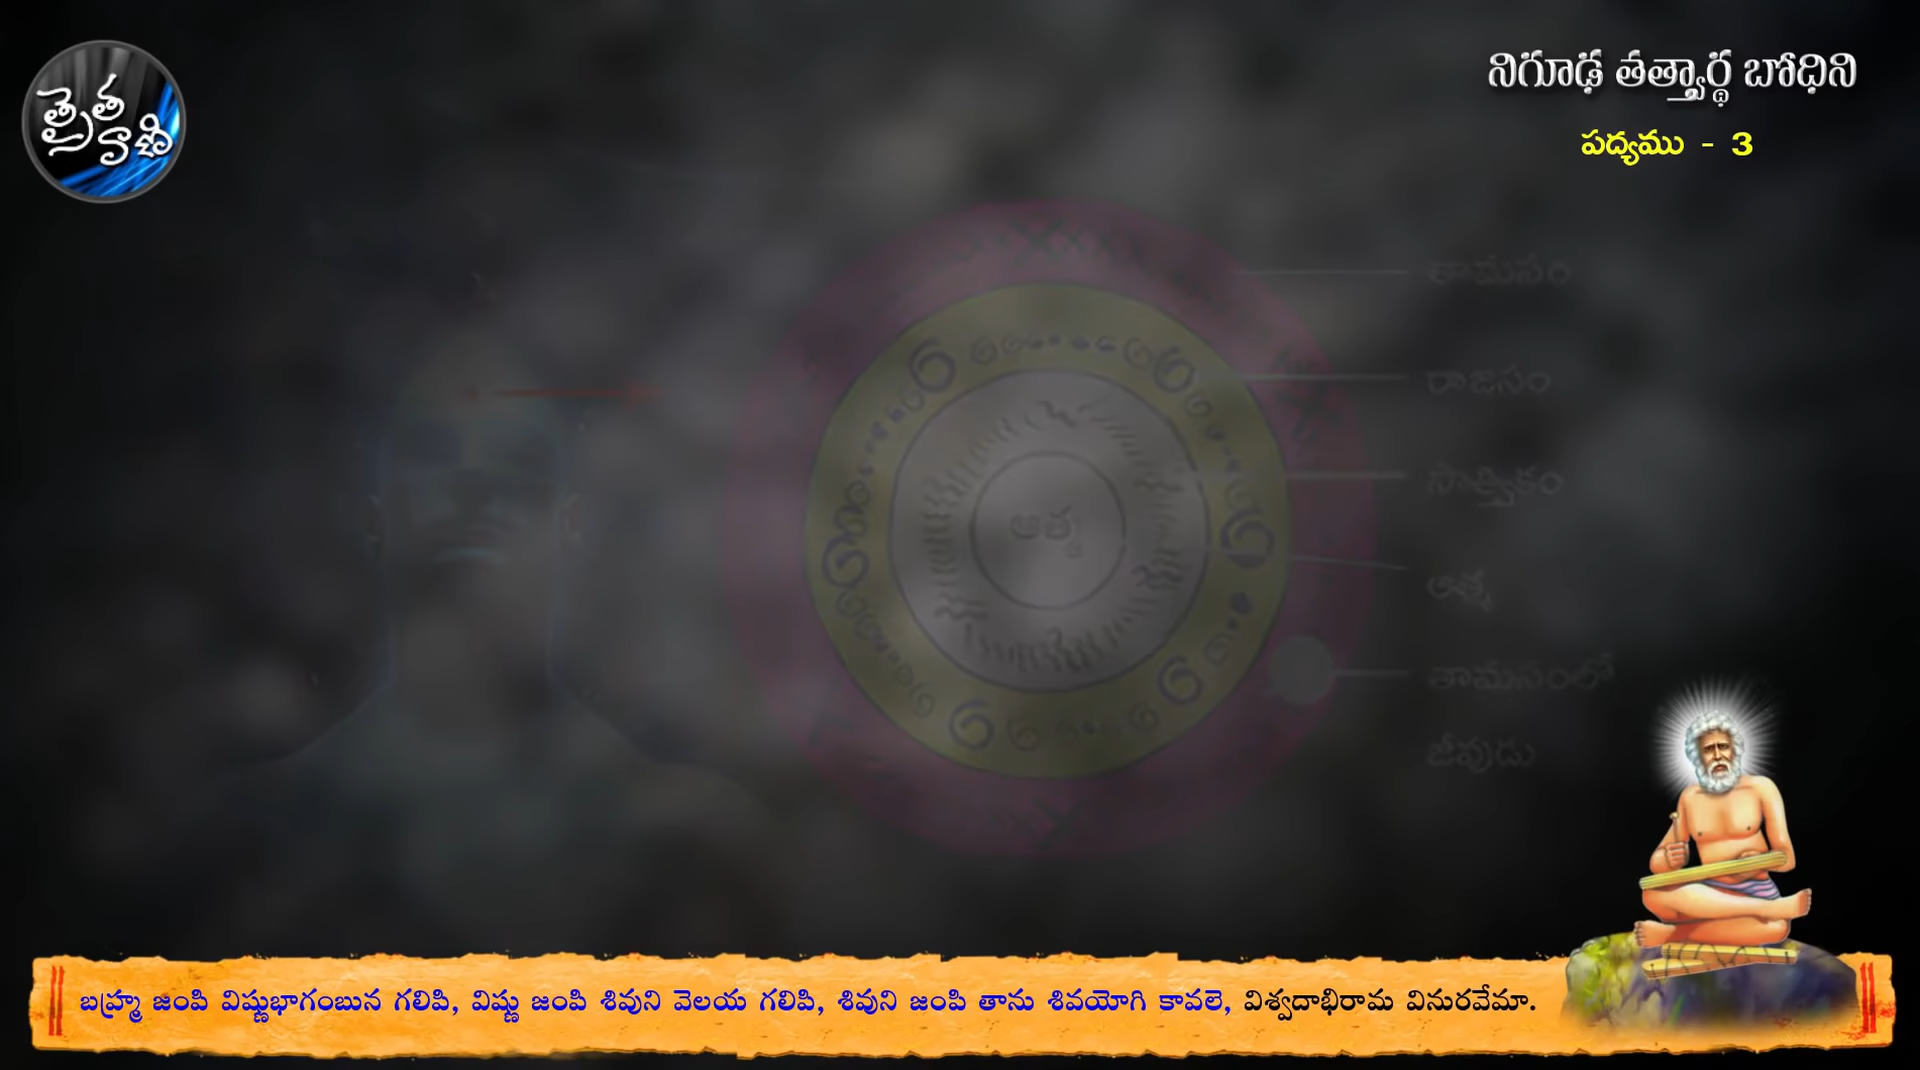 త్రైత
వాణి
నిగూఢ తత్త్వార్థ బోధిని
పద్యము - 3
తామసం
రాజసం
సాత్వికం
ఆత్మ
ఆత్మ
తామసంలో
జీవుడు
బ్రహ్మ జంపి విష్ణుభాగంబున గలిపి, విష్ణు జంపి శివుని వెలయ గలిపి, శివుని జంపి తాను శివయోగి కావలె, విశ్వదాభిరామ వినురవేమా.